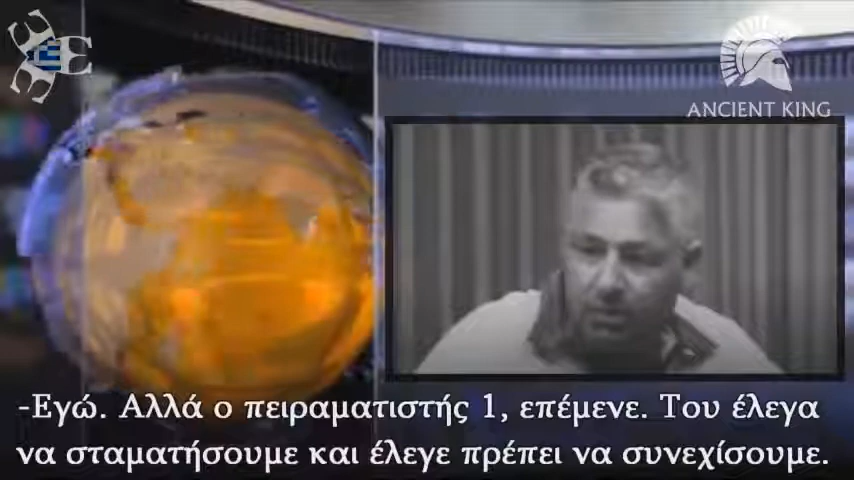 ANCIENT KING
-Εγώ. Αλλά ο πειραματιστής 1, επέμενε. Του έλεγα
να σταματήσουμε και έλεγε πρέπει να συνεχίσουμε.